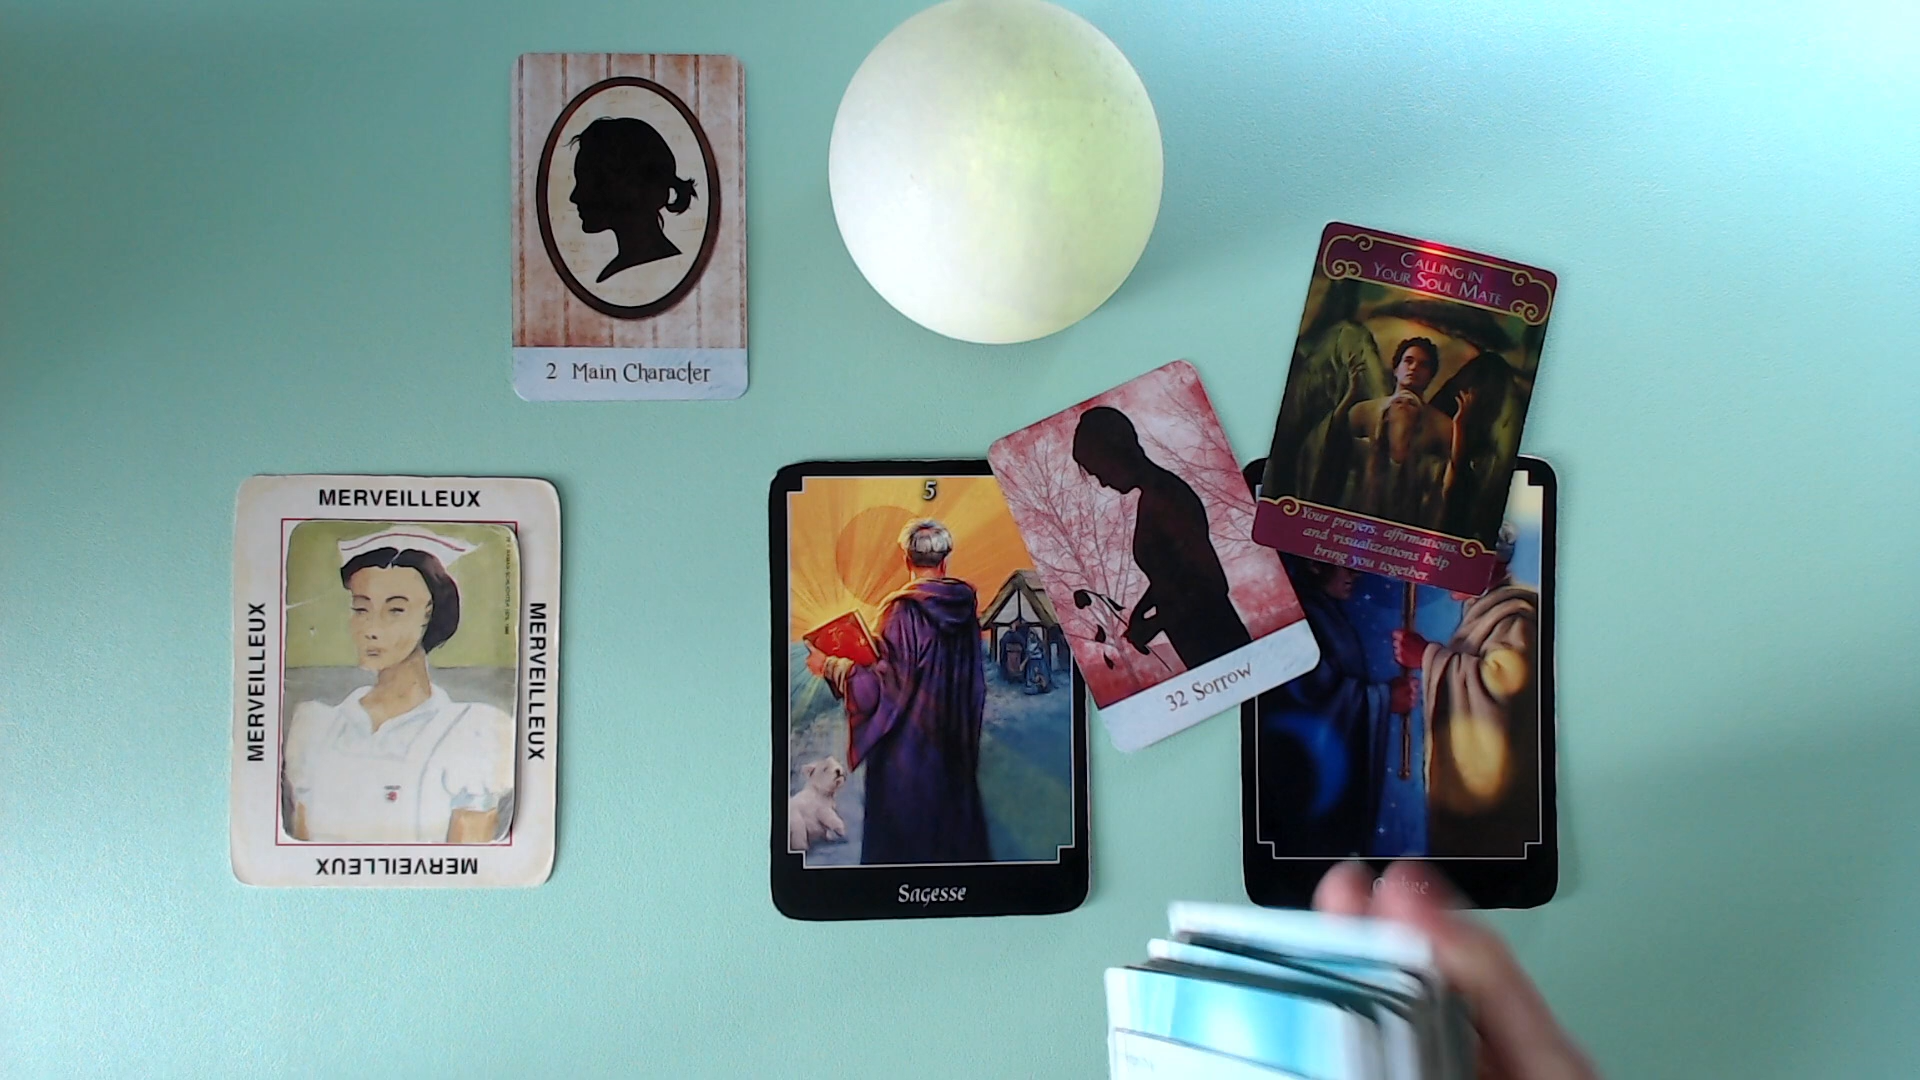 2 Main Character
CALLING IN
YOUR SOUL MATE
Your prayers, affirmations,
and visualizations help
bring you together.
MERVEILLEUX
MERVEILLEUX
MERVEILLEUX
MERVEILLEUX
5
Sagesse
32 Sorrow